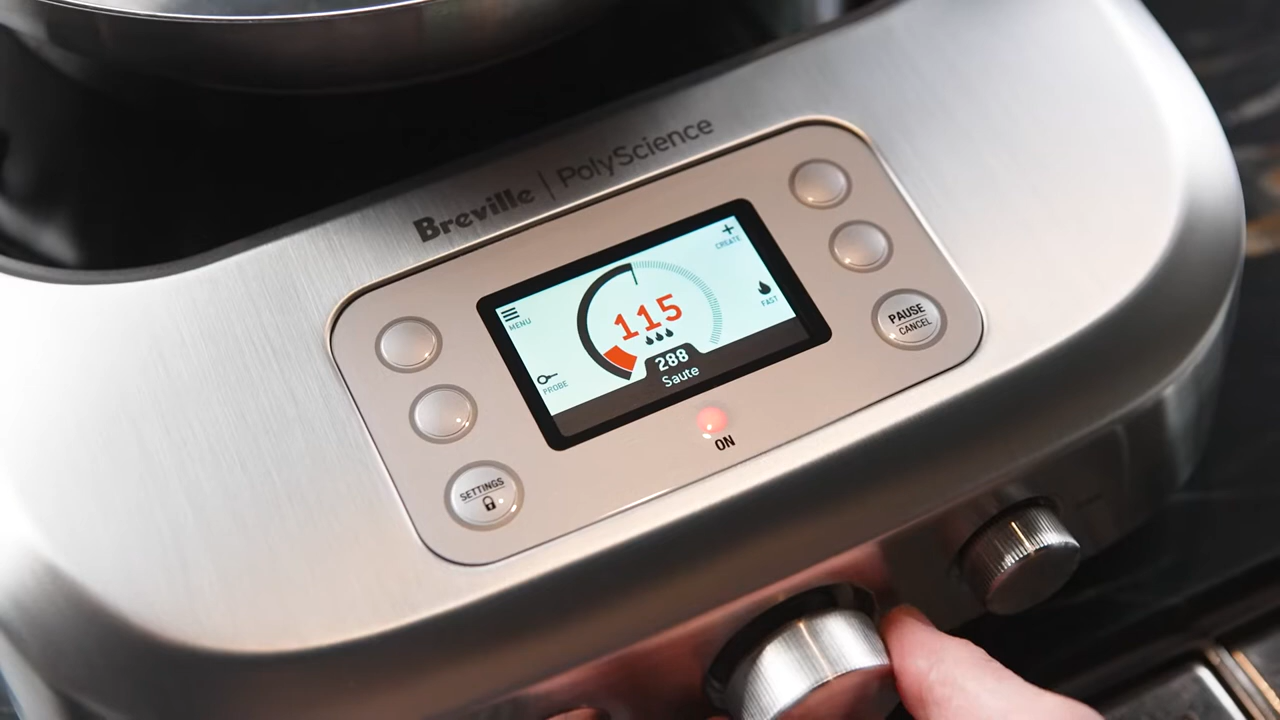 Breville | PolyScience
MENU
CREATE
115
PROBE
FAST
288
Saute
ON
SETTINGS
PAUSE
CANCEL